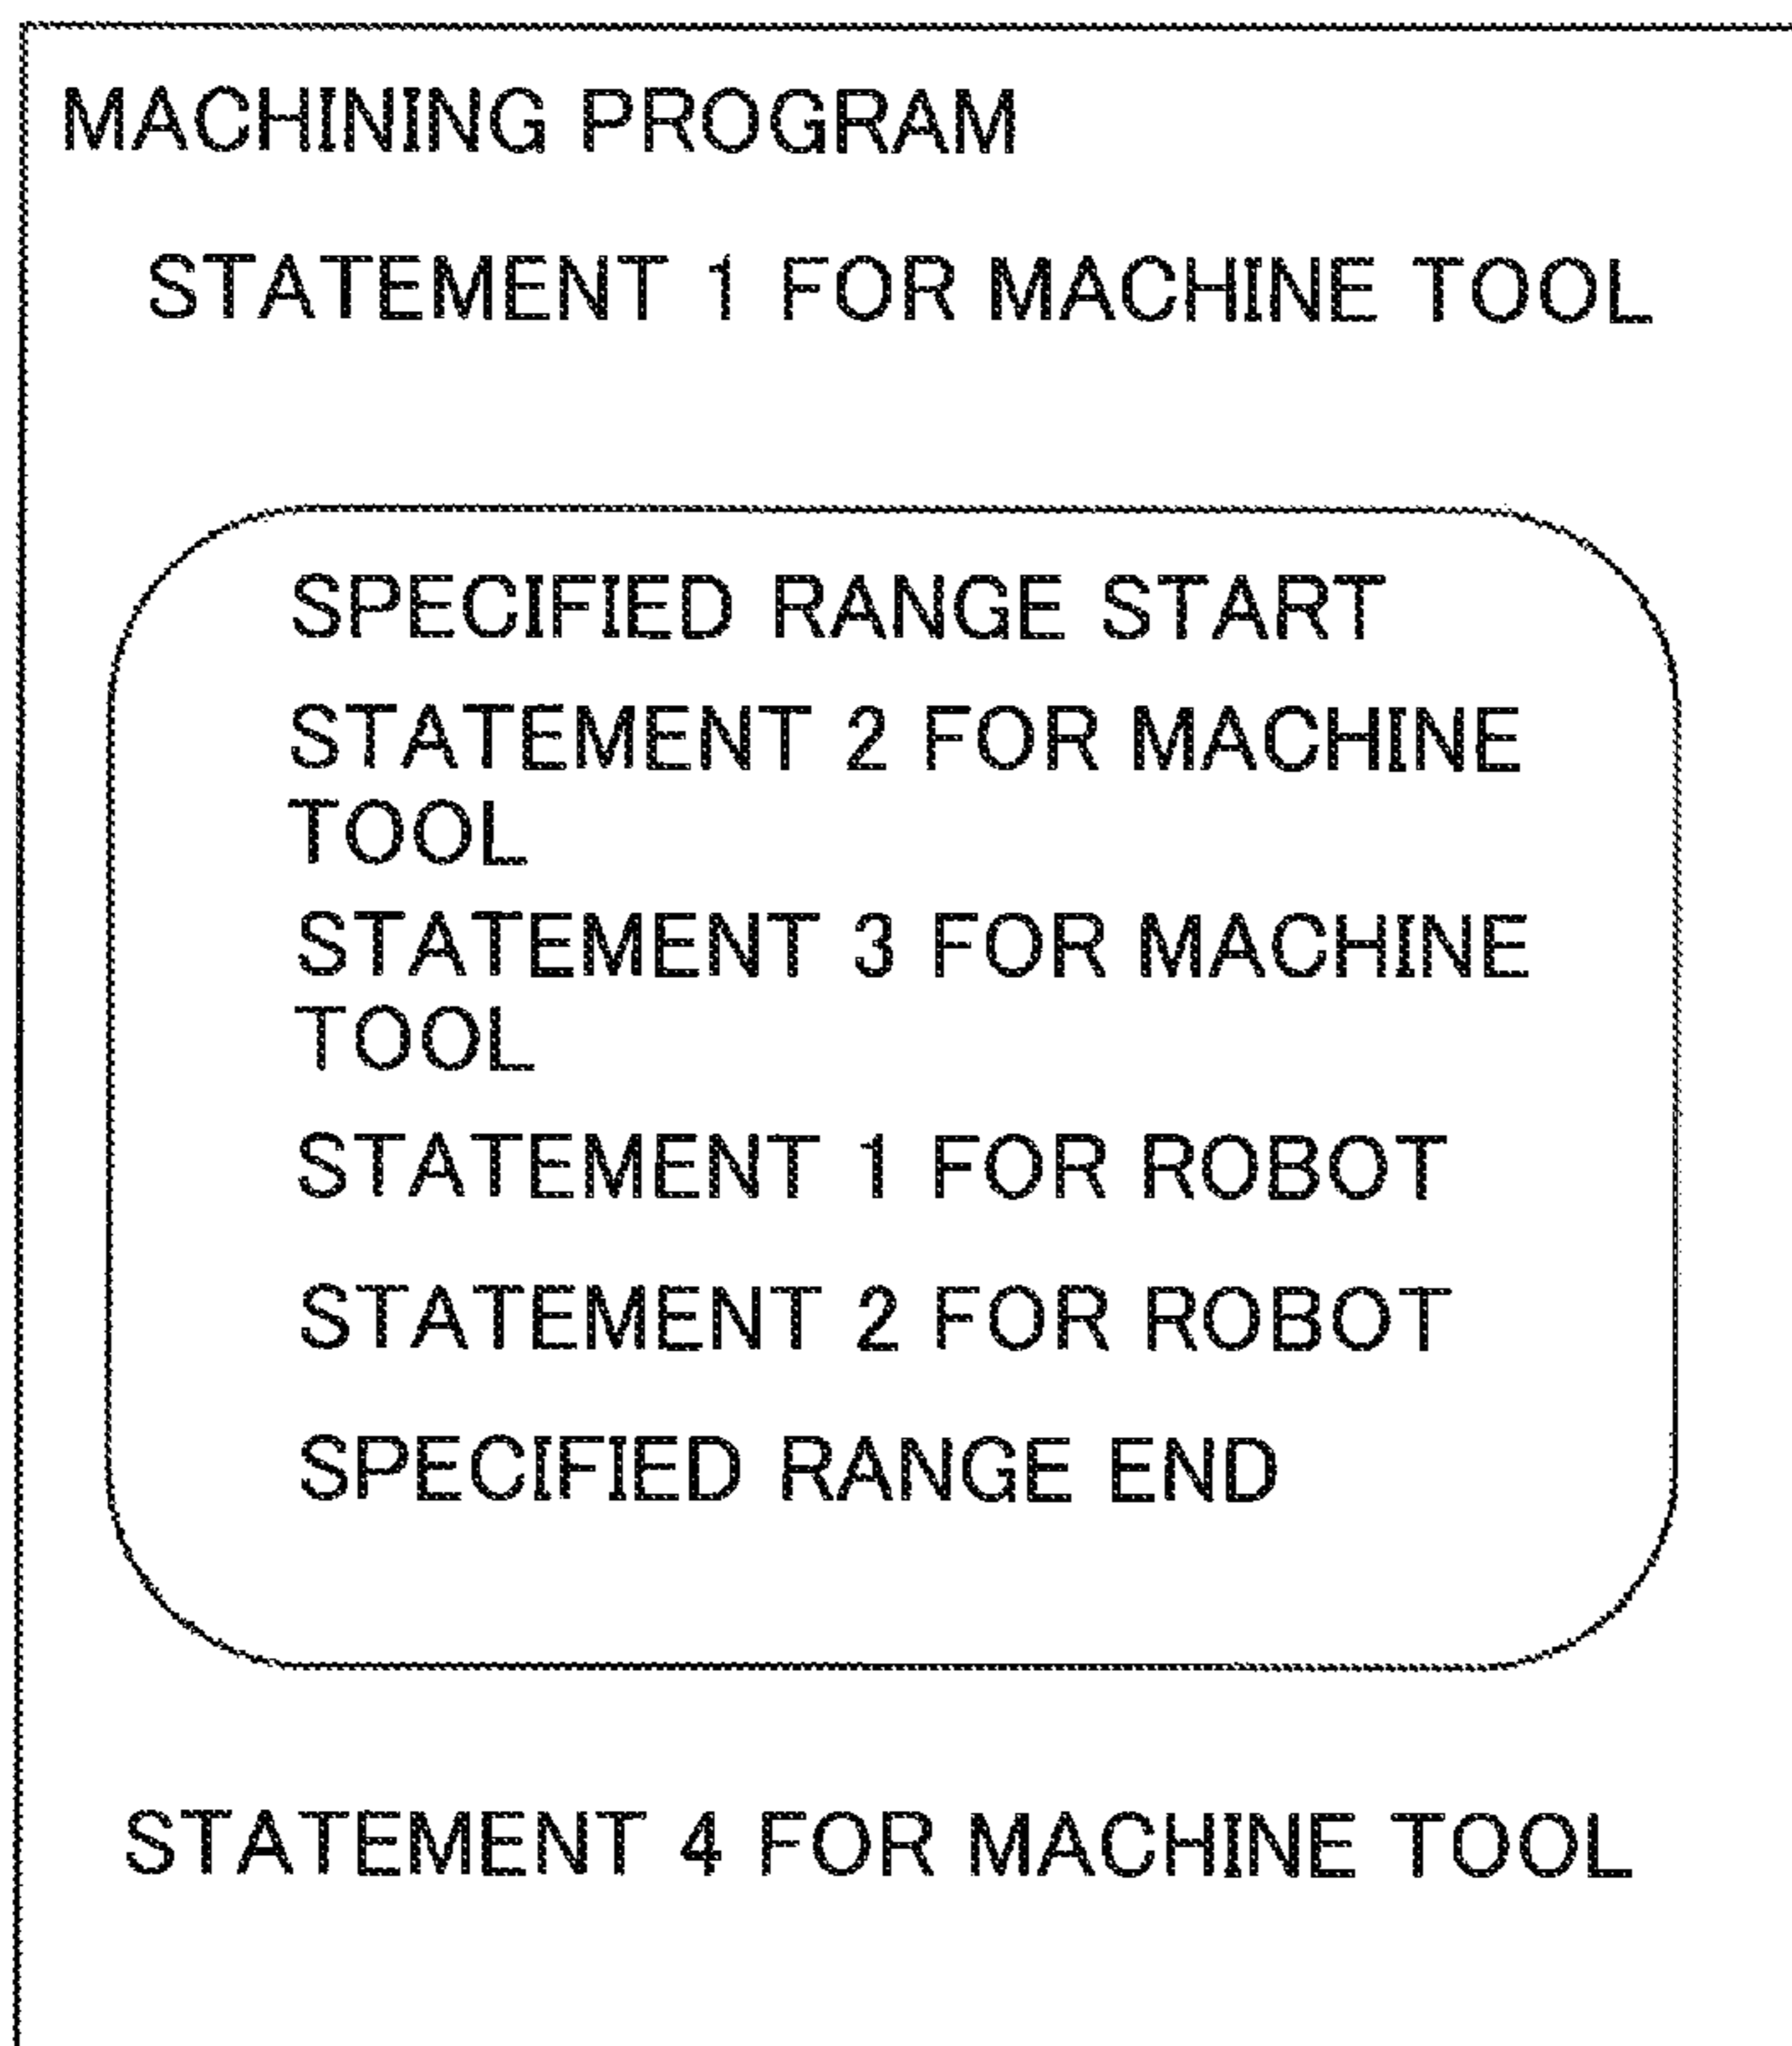 MACHINING PROGRAM
STATEMENT 1 FOR MACHINE TOOL
SPECIFIED RANGE START
STATEMENT 2 FOR MACHINE
TOOL
STATEMENT 3 FOR MACHINE
TOOL
STATEMENT 1 FOR ROBOT
STATEMENT 2 FOR ROBOT
SPECIFIED RANGE END
STATEMENT 4 FOR MACHINE TOOL